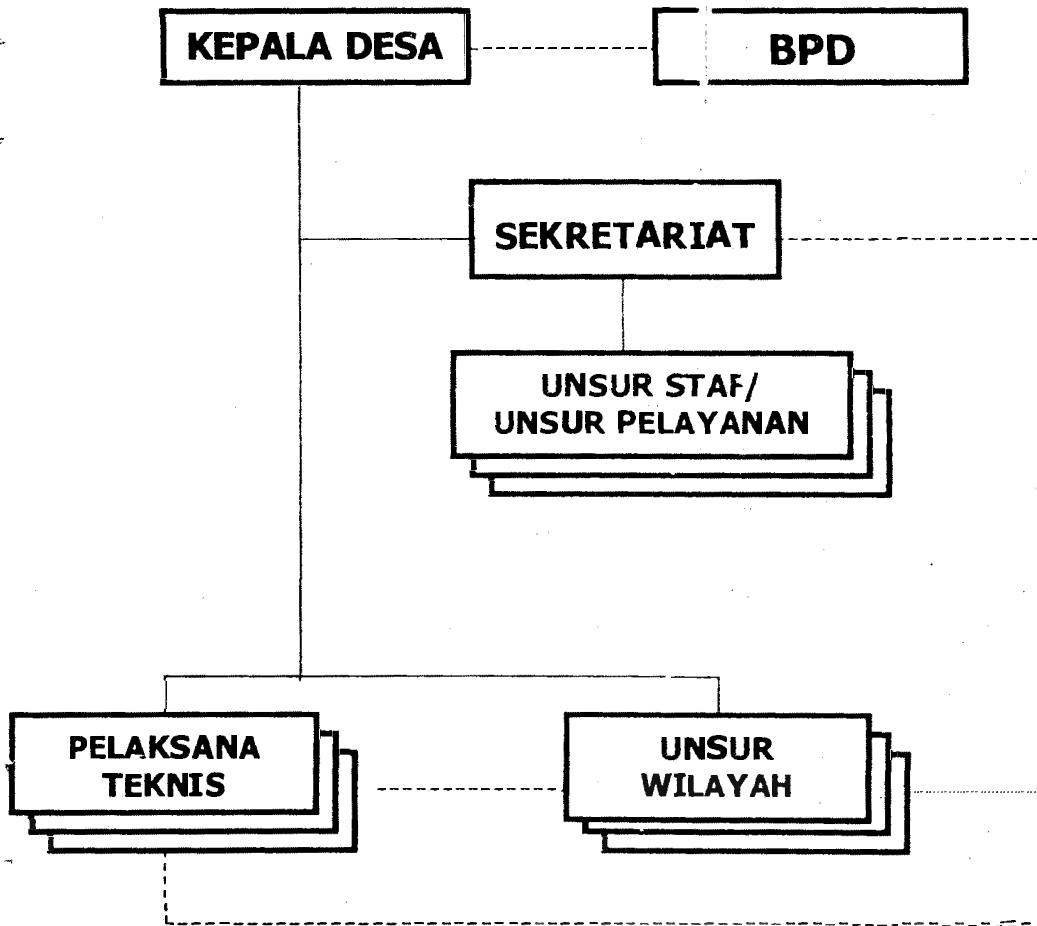 KEPALA DESA
BPD
SEKRETARIAT
UNSUR STAF/
UNSUR PELAYANAN
PELAKSANA
TEKNIS
UNSUR
WILAYAH